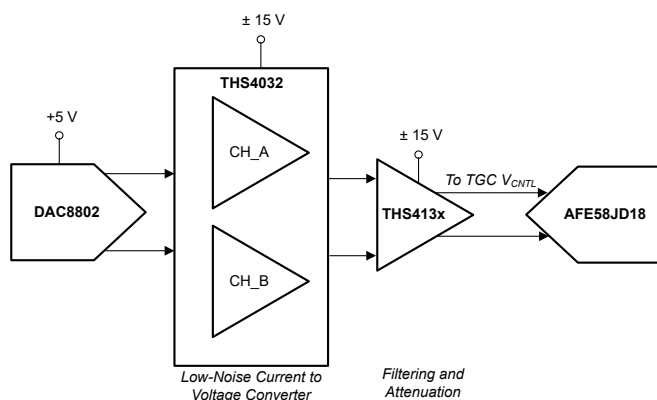 ± 15 V
THS4032
+5 V
CH_A
± 15 V
To TGC V_CNTL
DAC8802
THS413x
AFE58JD18
CH_B
Low-Noise Current to
Voltage Converter
Filtering and
Attenuation